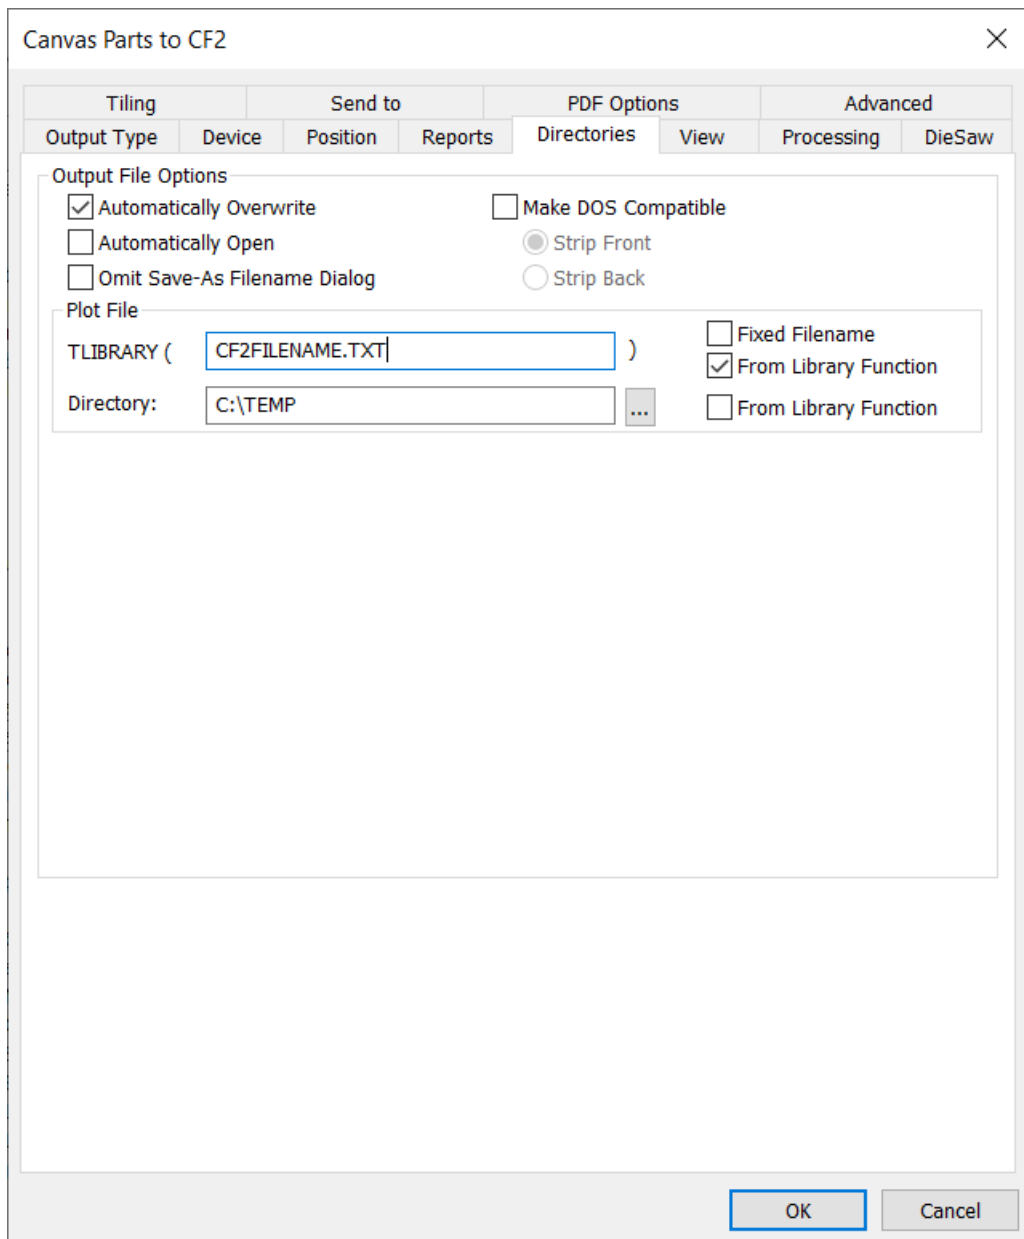 Canvas Parts to CF2
Tiling Send to PDF Options Advanced
Output Type Device Position Reports Directories View Processing DieSaw
Output File Options
Automatically Overwrite Make DOS Compatible
Automatically Open Strip Front
Omit Save-As Filename Dialog Strip Back
Plot File
Fixed Filename
TLIBRARY ( CF2FILENAME.TXT )
From Library Function
Directory: C:\TEMP ... From Library Function
OK Cancel